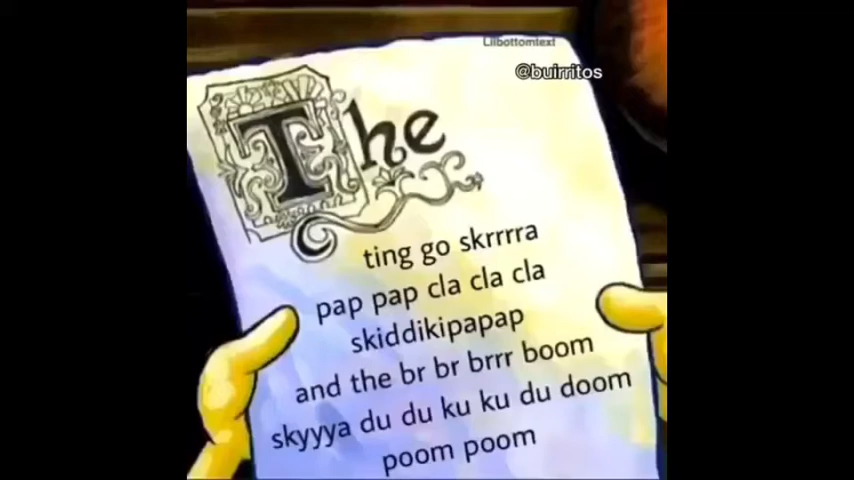 Lilbottomtext
@buirritos
The
ting go skrrrra
pap pap cla cla cla
skiddikipapap
and the br br brrr boom
skyyya du du ku ku du doom
poom poom